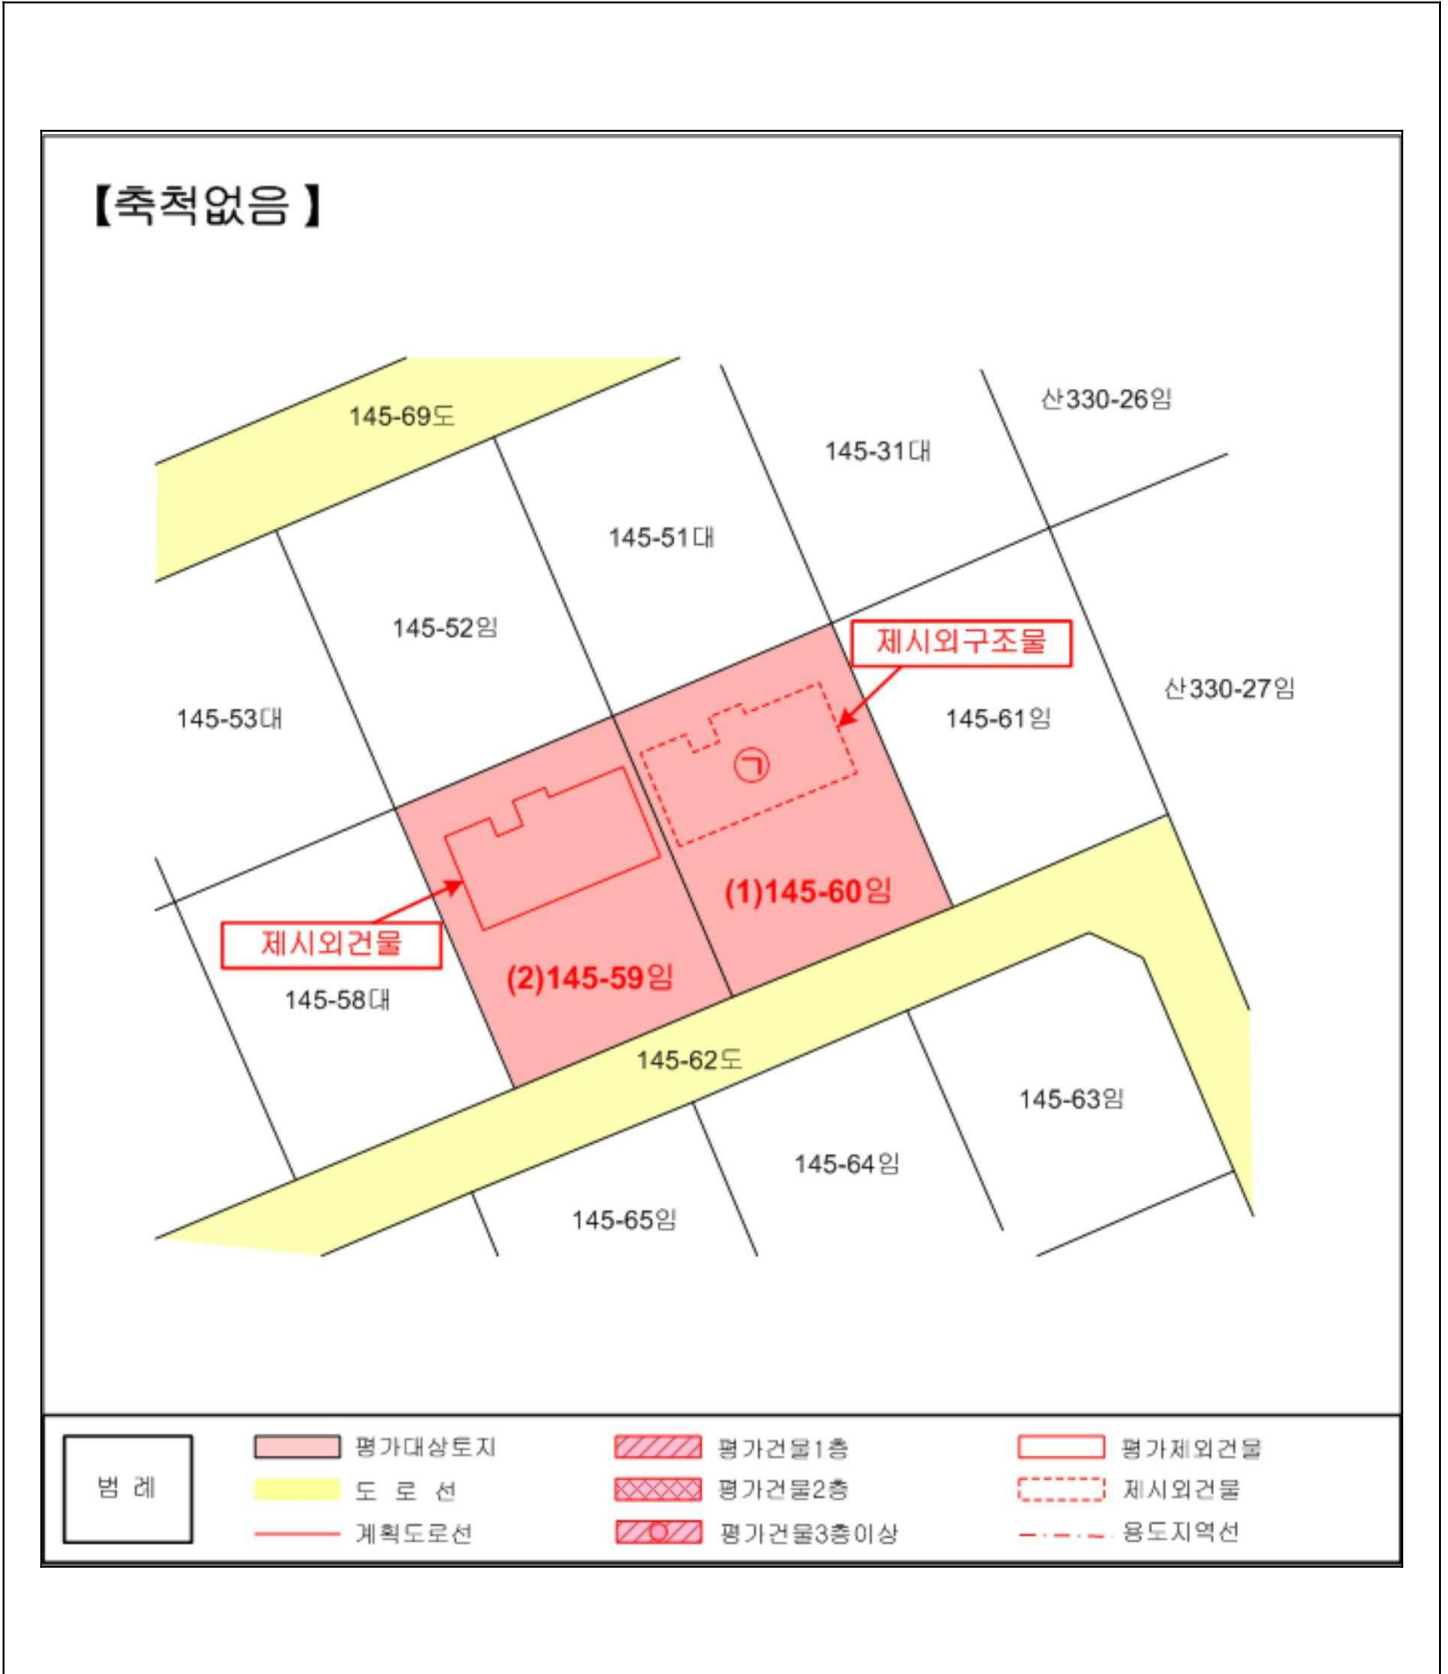 【축척없음 】
145-69도
산330-26임
145-31대
145-51대
145-52임
제시외구조물
산330-27임
145-53대
145-61임
㉠
(1)145-60임
제시외건물
(2)145-59임
145-58대
145-62도
145-63임
145-64임
145-65임
범 례
평가대상토지
평가건물1층
평가제외건물
도 로 선
평가건물2층
제시외건물
계획도로선
평가건물3층이상
용도지역선